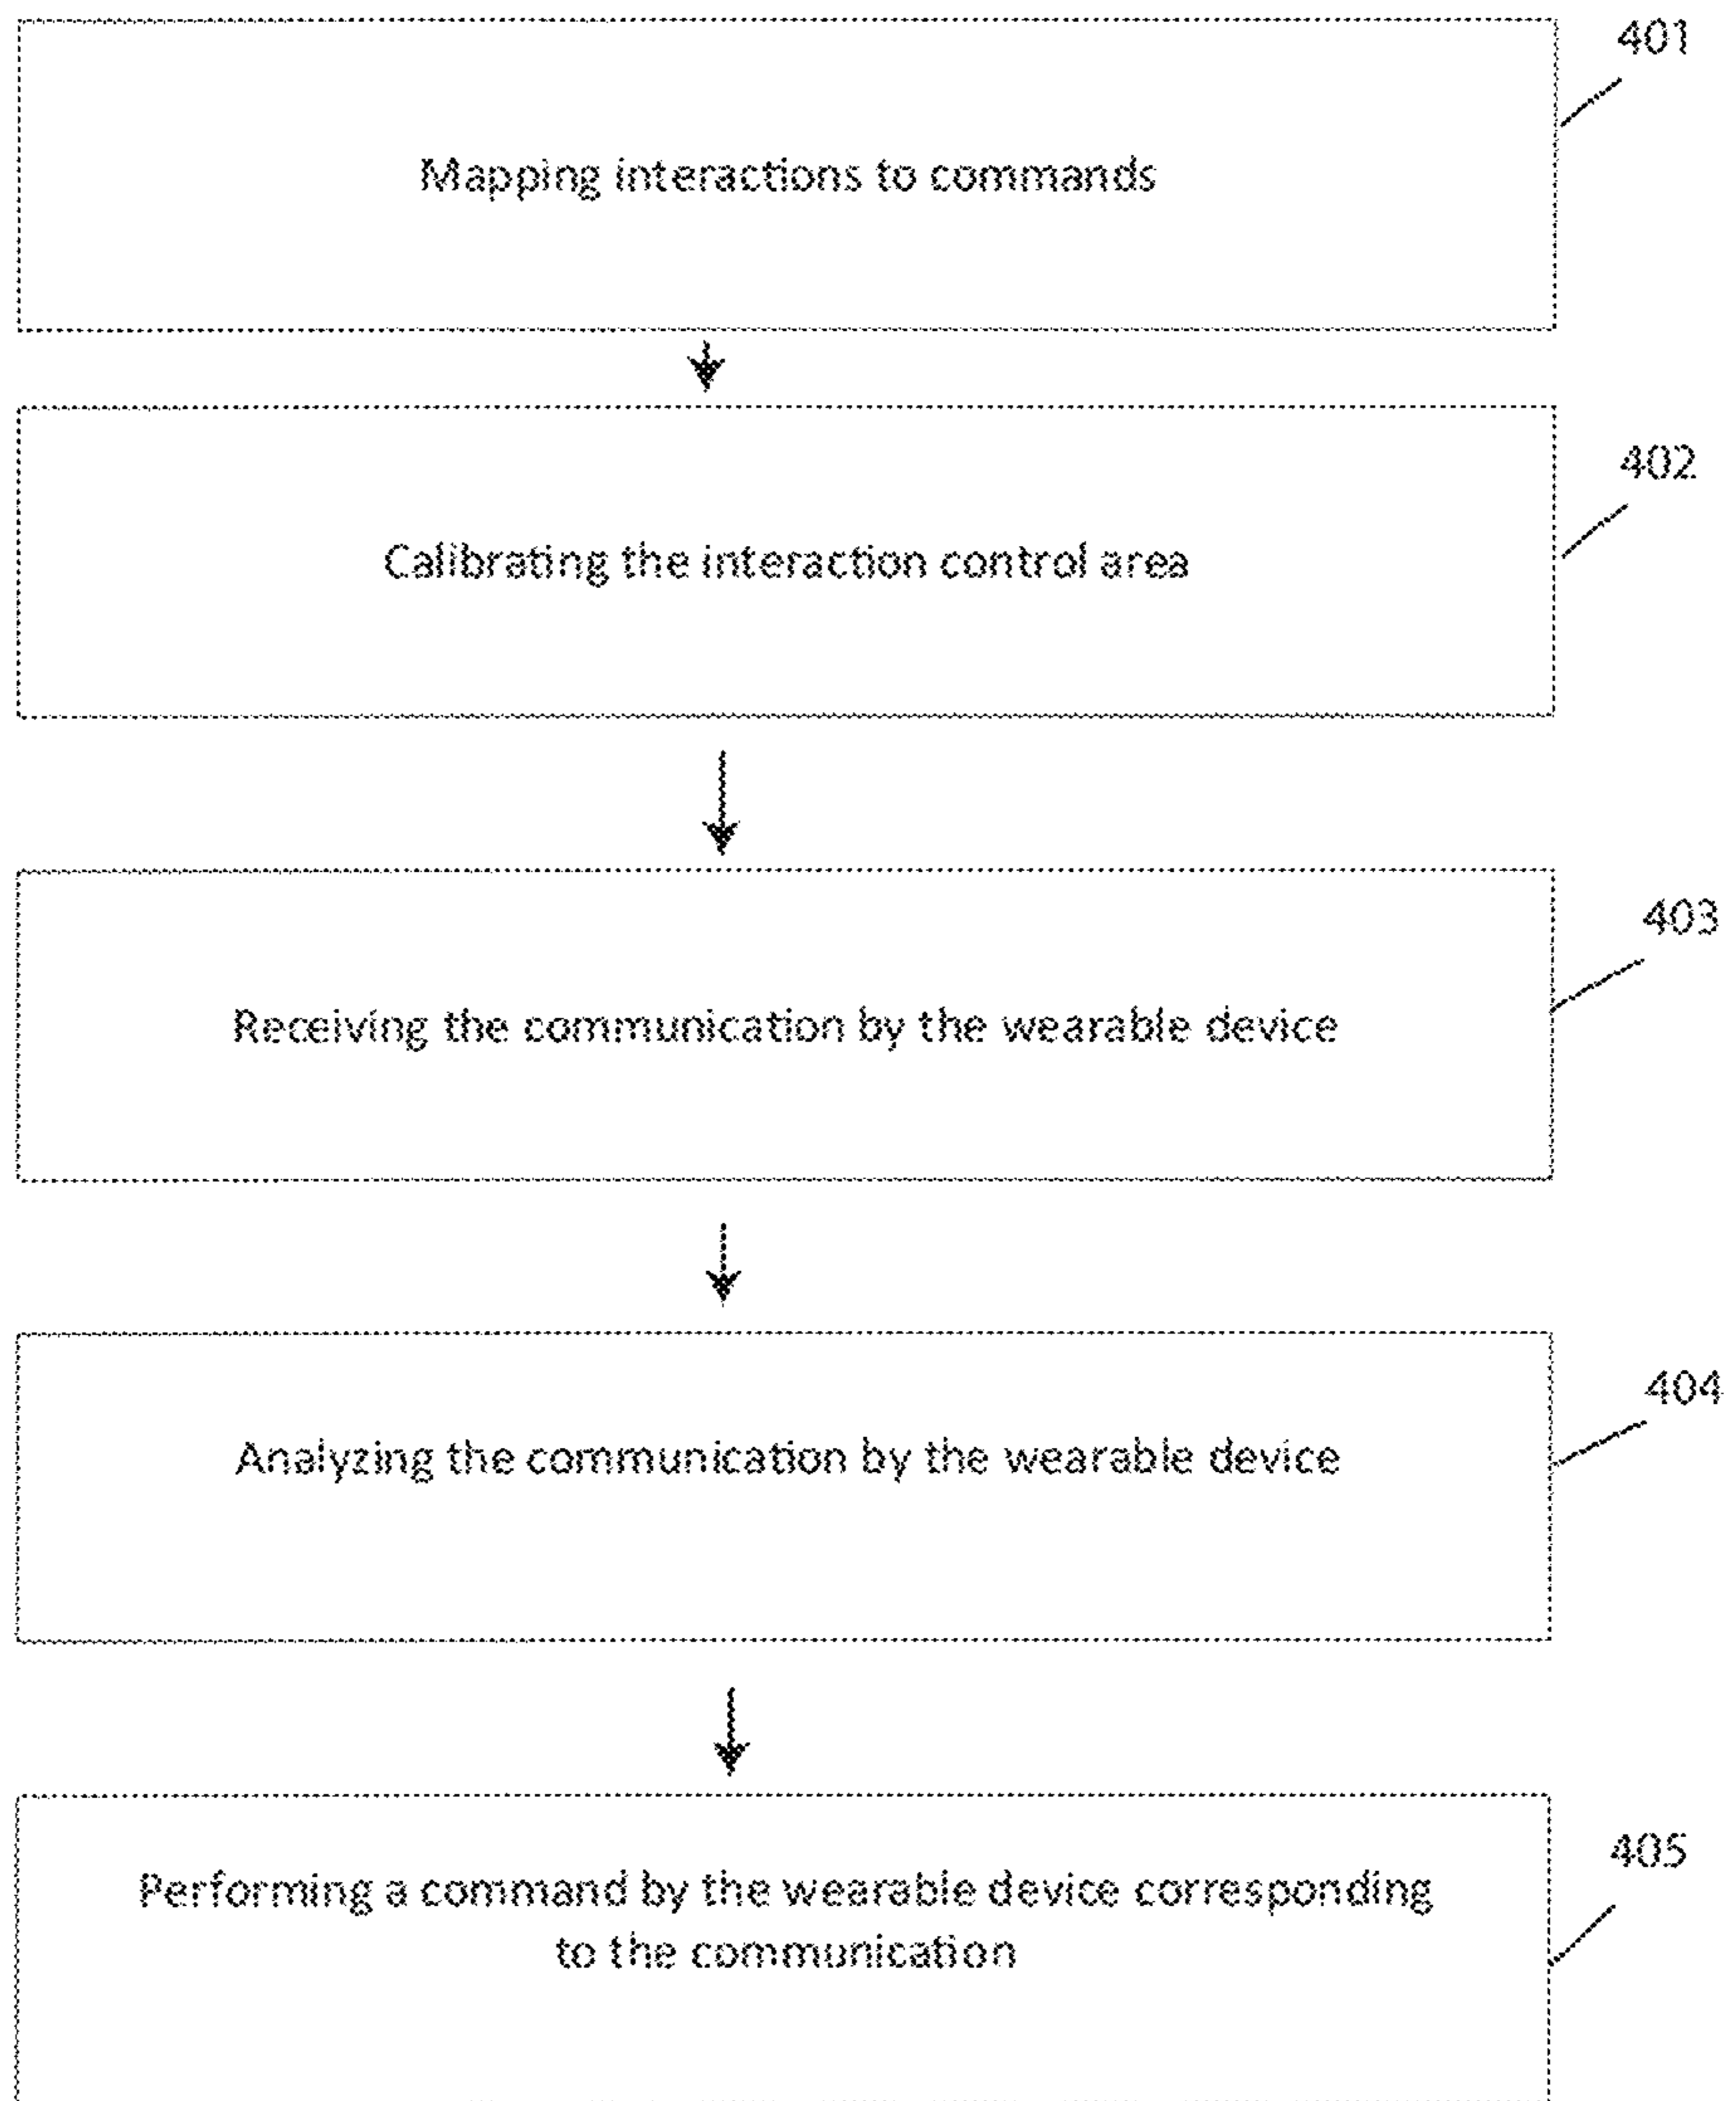 401
Mapping interactions to commands
402
Calibrating the interaction control area
403
Receiving the communication by the wearable device
404
Analyzing the communication by the wearable device
405
Performing a command by the wearable device corresponding
to the communication